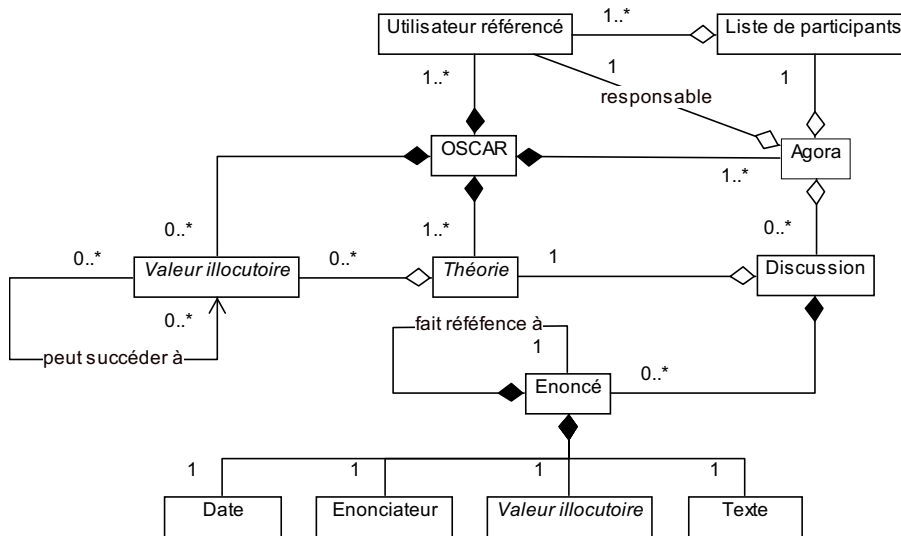 Utilisateur référencé
1..*
Liste de participants
1..*
1
responsable
1
OSCAR
1..*
Agora
0..*
1..*
0..*
0..*
Valeur illocutoire
0..*
Théorie
1
Discussion
0..*
peut succéder à
fait référence à
1
Enoncé
0..*
1
1
1
1
Date
Enonciateur
Valeur illocutoire
Texte